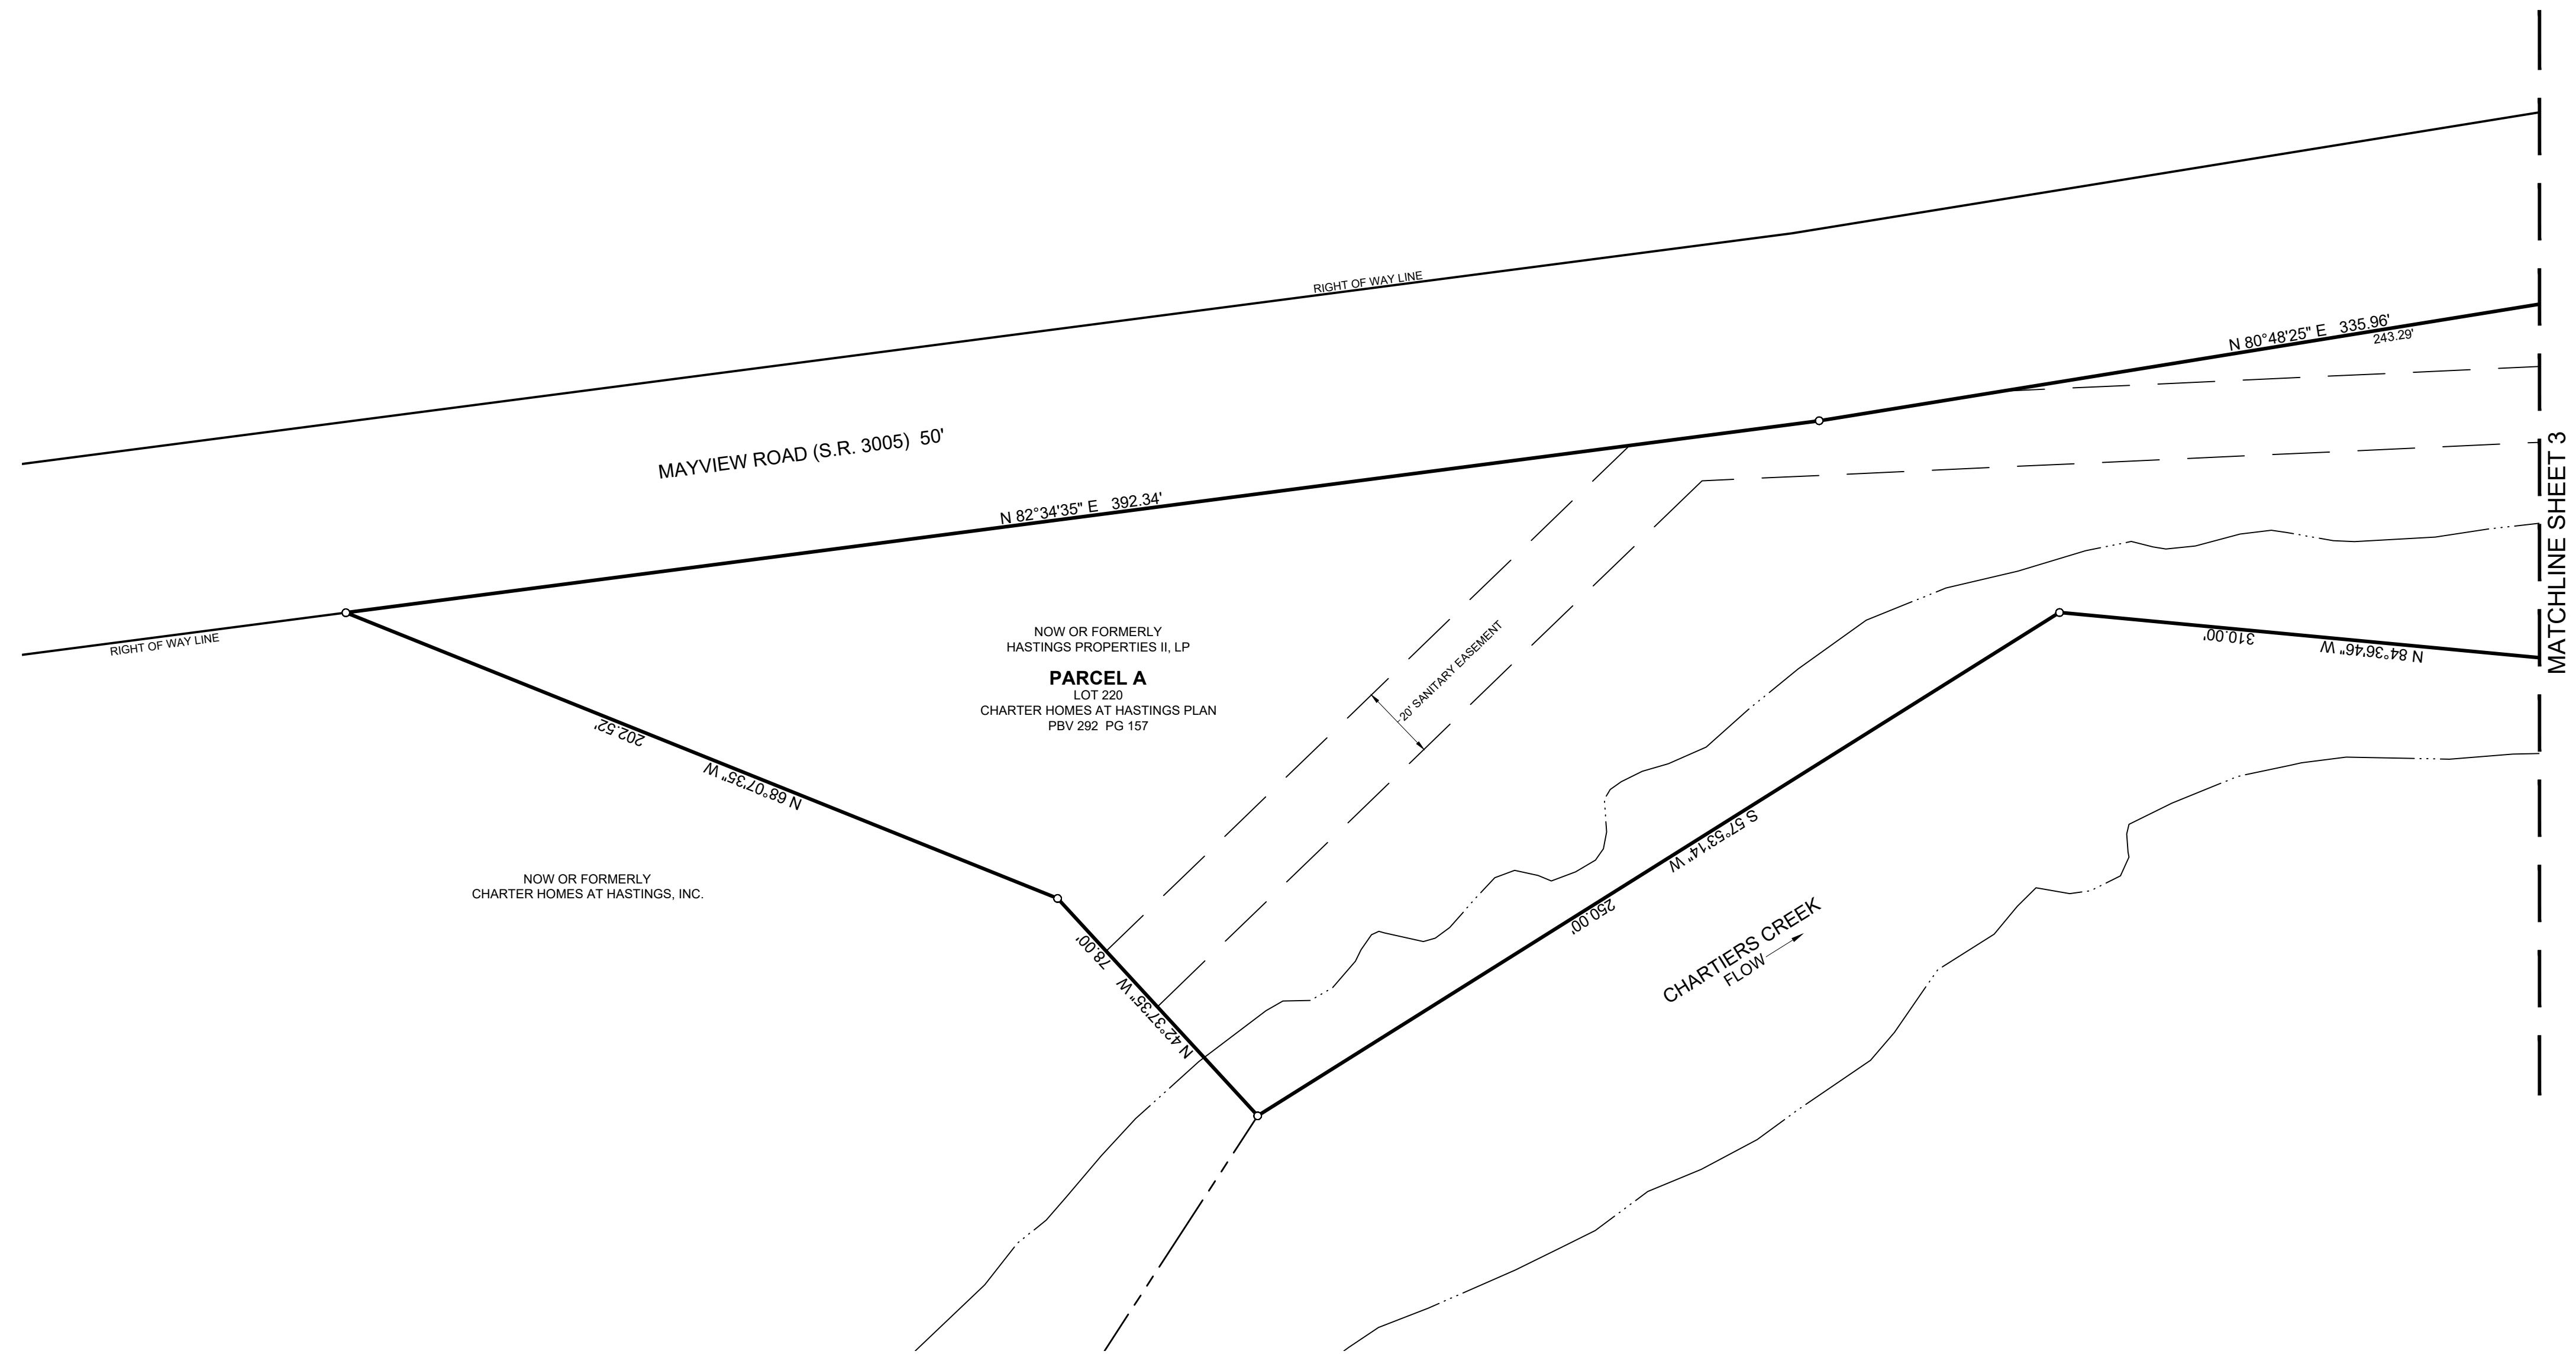 RIGHT OF WAY LINE
N 80°48'25" E   335.96'
243.29'
MAYVIEW ROAD (S.R. 3005)  50'
N 82°34'35" E   392.34'
MATCHLINE SHEET 3
RIGHT OF WAY LINE
NOW OR FORMERLY
HASTINGS PROPERTIES II, LP
PARCEL A
LOT 220
CHARTER HOMES AT HASTINGS PLAN
PBV 292  PG 157
20' SANITARY EASEMENT
N 84°36'46" W
310.00'
N 68°07'35" W
202.52'
NOW OR FORMERLY
CHARTER HOMES AT HASTINGS, INC.
S 57°53'14" W
250.00'
N 42°37'35" W
78.00'
CHARTIERS CREEK
FLOW